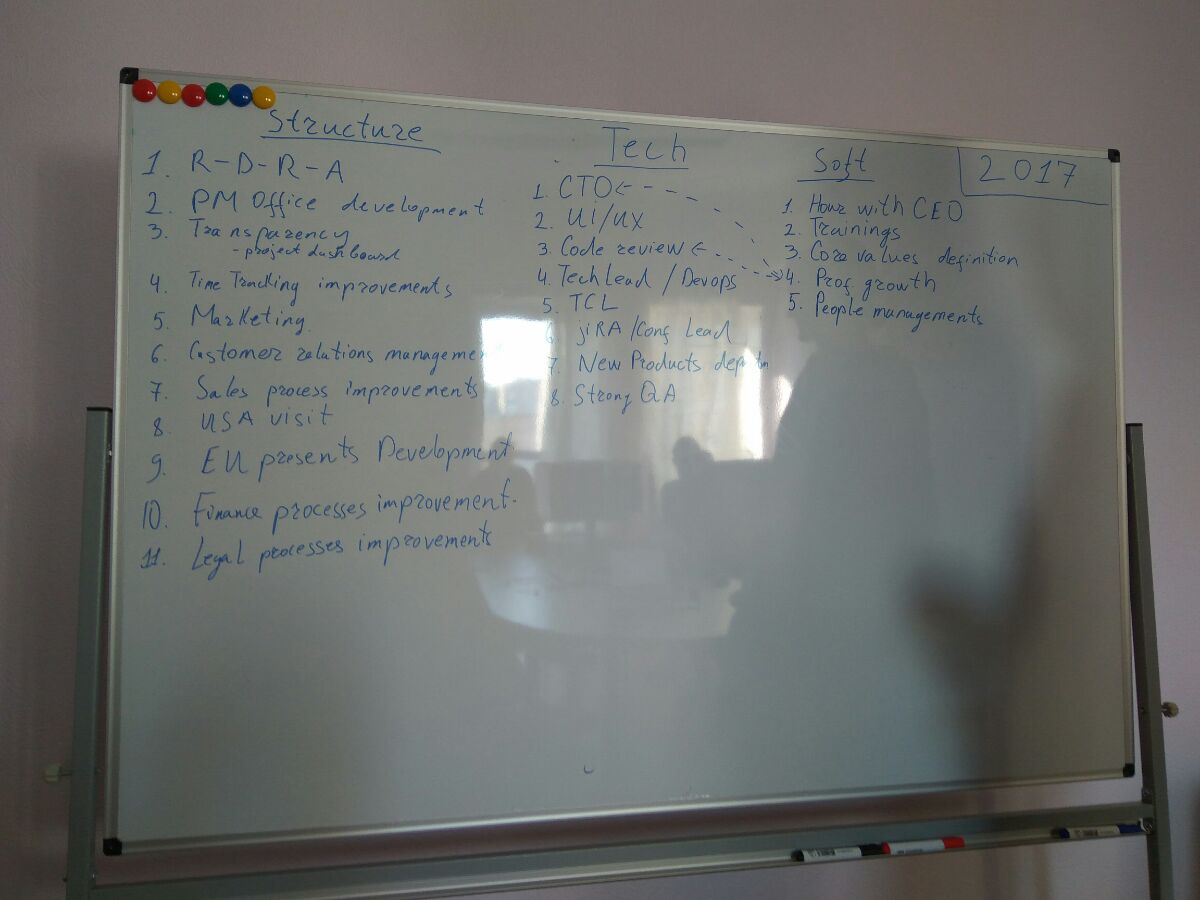 Structure
1. R-D-R-A
2. PM Office development
3. Transparency
- project dashboard
4. Time Tracking improvements
5. Marketing
6. Customer relations management
7. Sales process improvements
8. USA visit
9. EU presents Development
10. Finance processes improvement.
11. Legal processes improvements
Tech
1. CTO
2. Ui/ux
3. Code review
4. Tech Lead / Devops
5. TCL
6. jiRA/Conf Lead
7. New Products
8. Strong QA
Soft
1. Hour with CEO
2. Trainings
3. Core values definition
4. Prof growth
5. People managements
2017